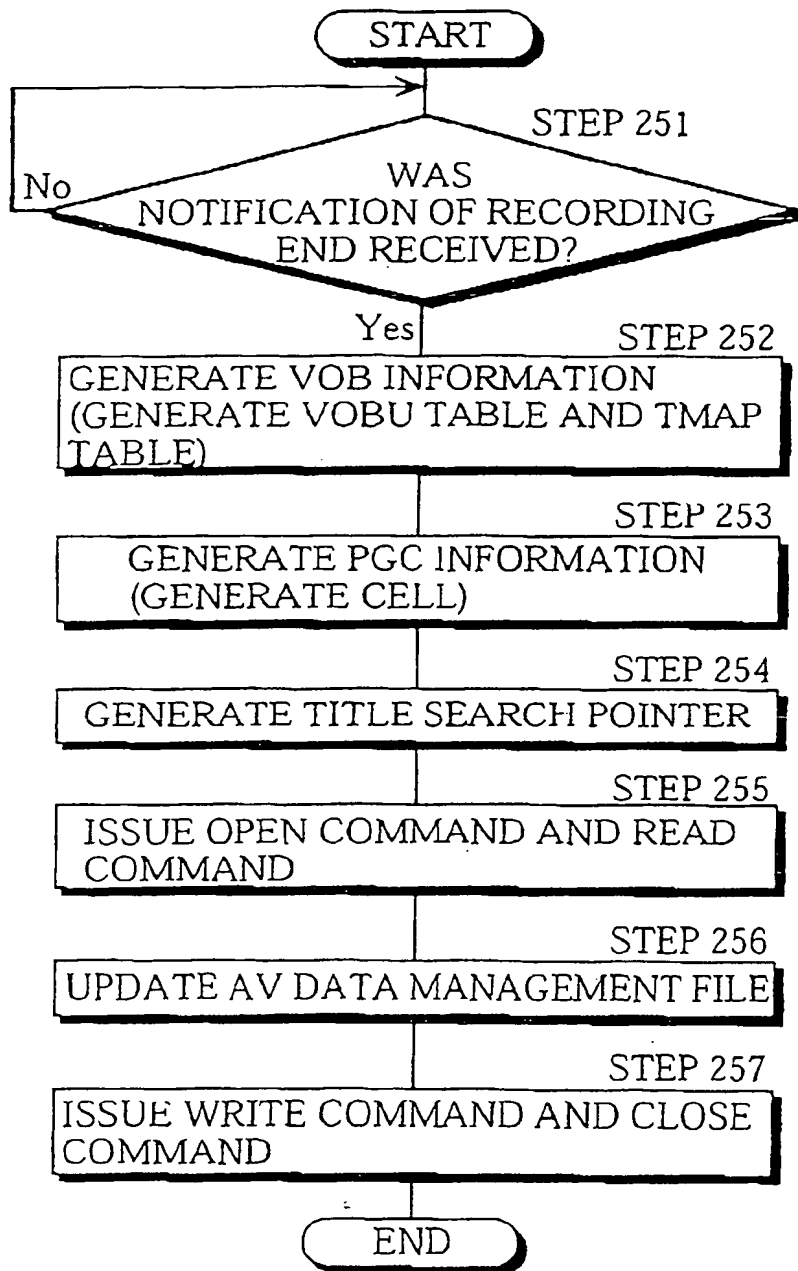 START
STEP 251
No
WAS
NOTIFICATION OF RECORDING
END RECEIVED?
Yes
STEP 252
GENERATE VOB INFORMATION
(GENERATE VOBU TABLE AND TMAP
TABLE)
STEP 253
GENERATE PGC INFORMATION
(GENERATE CELL)
STEP 254
GENERATE TITLE SEARCH POINTER
STEP 255
ISSUE OPEN COMMAND AND READ
COMMAND
STEP 256
UPDATE AV DATA MANAGEMENT FILE
STEP 257
ISSUE WRITE COMMAND AND CLOSE
COMMAND
END